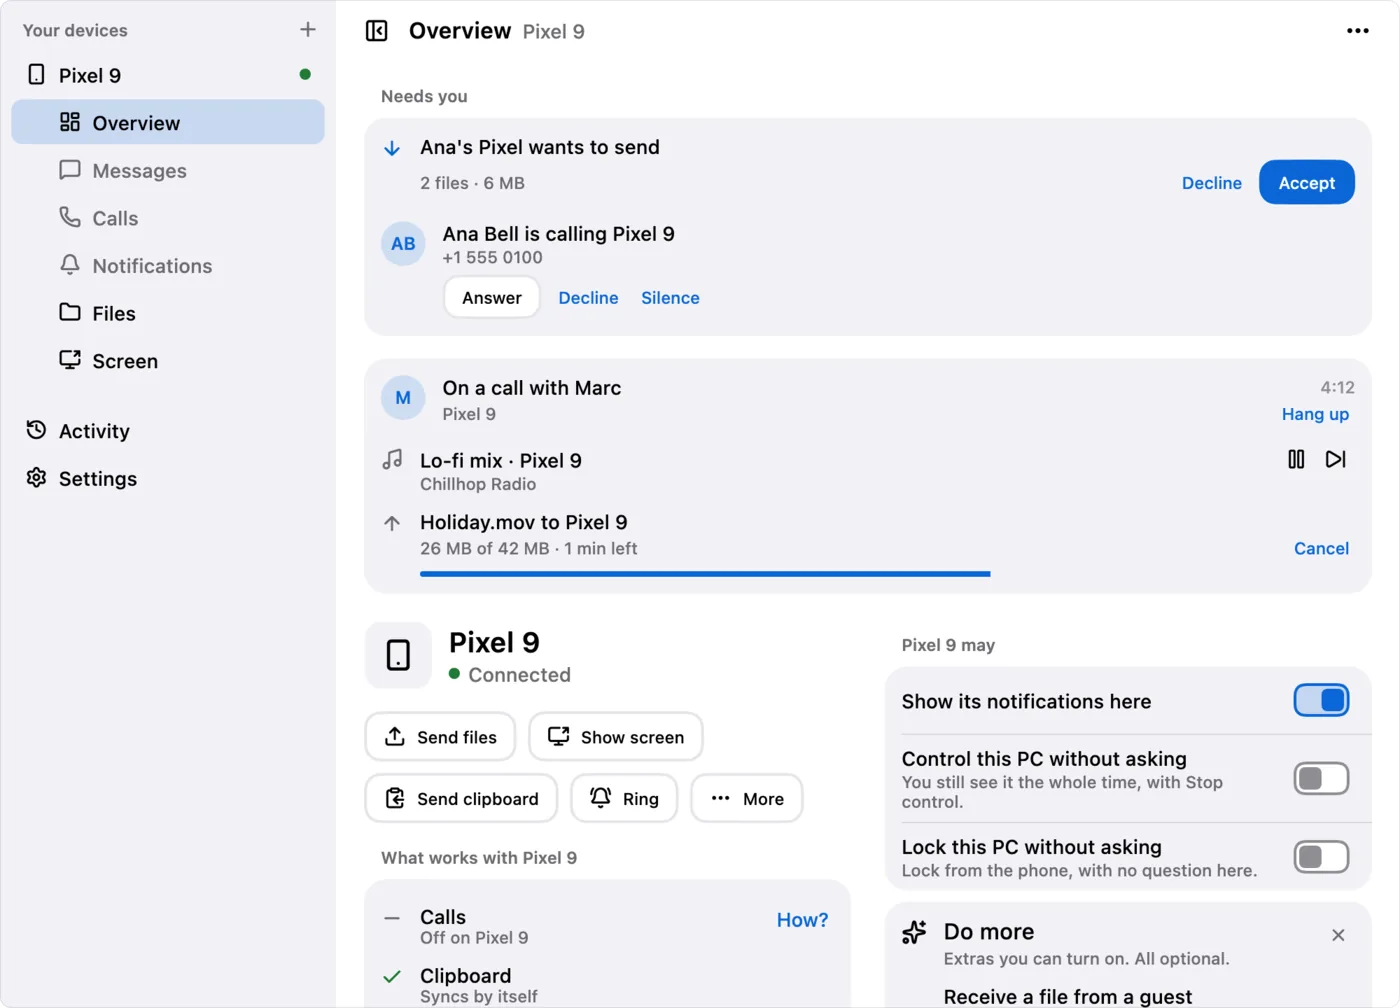 Your devices
Pixel 9
Overview
Messages
Calls
Notifications
Files
Screen
Activity
Settings
Overview Pixel 9
Needs you
Ana's Pixel wants to send
2 files · 6 MB
Decline
Accept
AB
Ana Bell is calling Pixel 9
+1 555 0100
Answer
Decline
Silence
M
On a call with Marc
4:12
Pixel 9
Hang up
Lo-fi mix · Pixel 9
Chillhop Radio
Holiday.mov to Pixel 9
26 MB of 42 MB · 1 min left
Cancel
Pixel 9
Connected
Send files
Show screen
Send clipboard
Ring
More
What works with Pixel 9
Calls
Off on Pixel 9
How?
Clipboard
Syncs by itself
Pixel 9 may
Show its notifications here
Control this PC without asking
You still see it the whole time, with Stop
control.
Lock this PC without asking
Lock from the phone, with no question here.
Do more
Extras you can turn on. All optional.
Receive a file from a guest